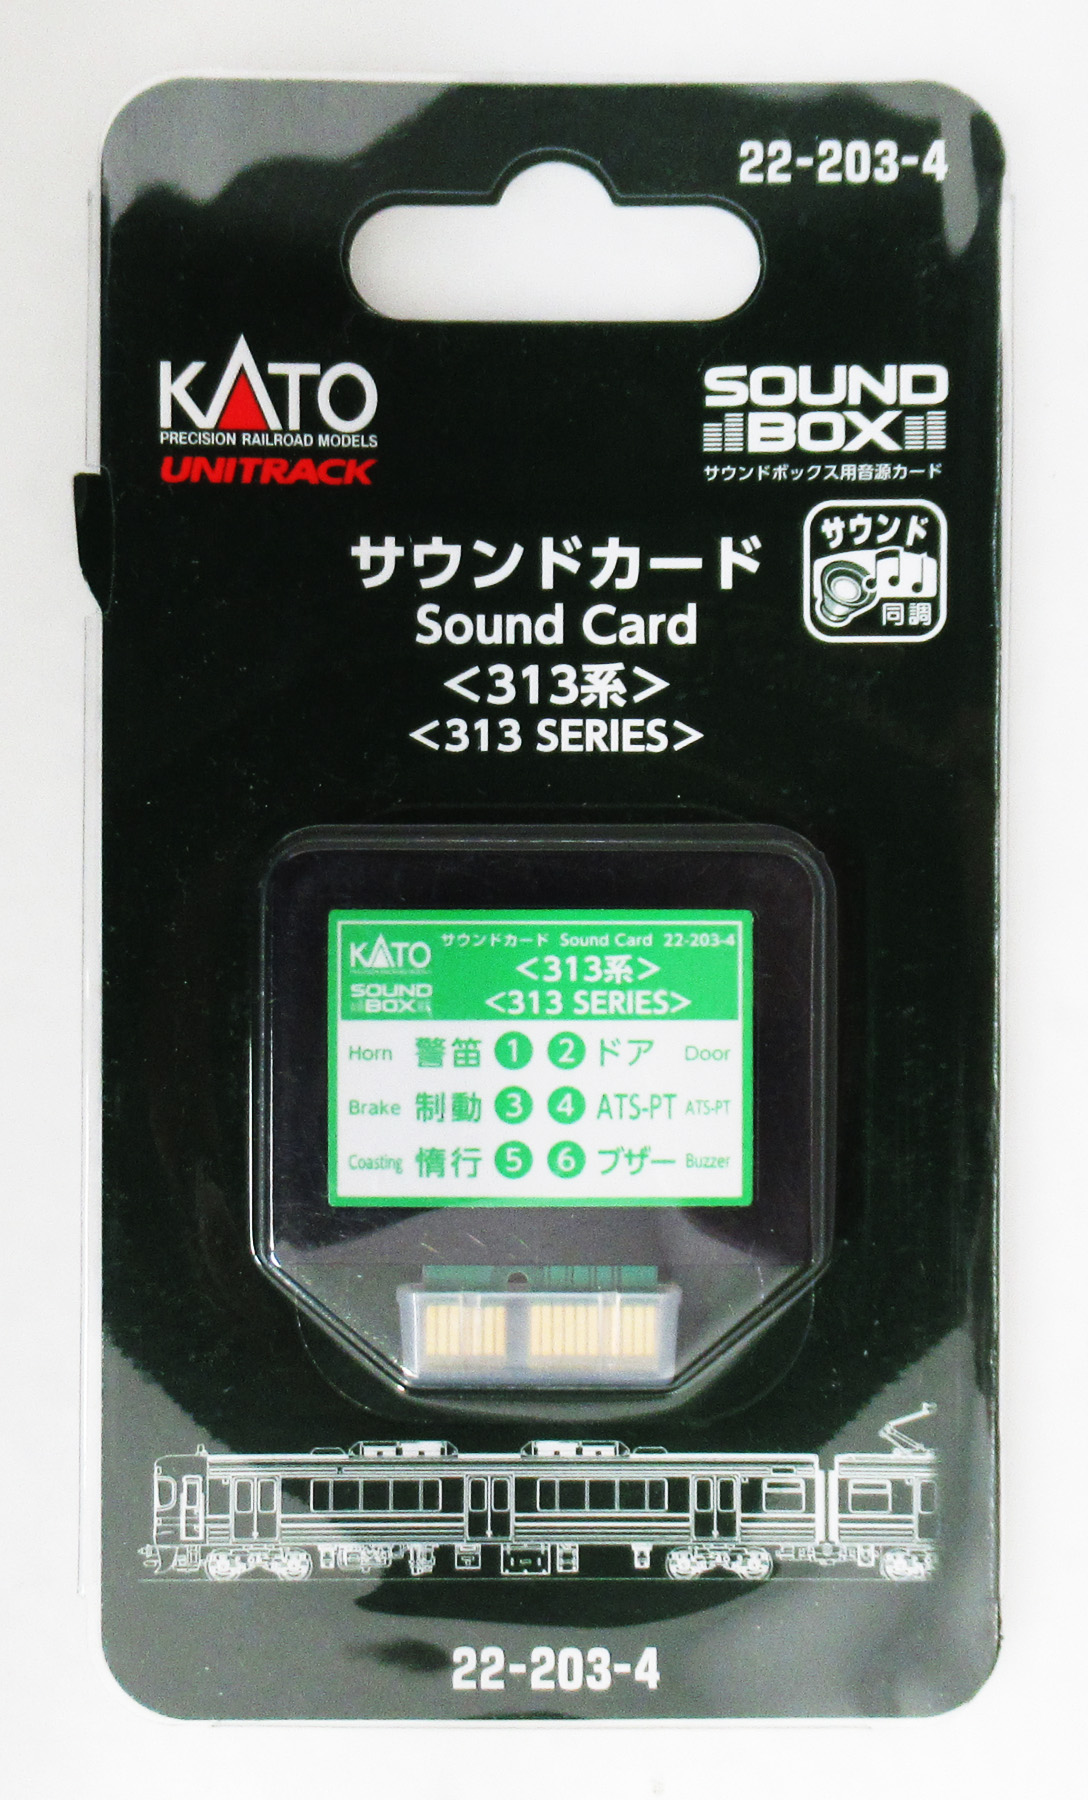 22-203-4
KATO
PRECISION RAILROAD MODELS
UNITRACK
SOUND
BOX
サウンドボックス用音源カード
サウンド
同調
サウンドカード
Sound Card
<313系>
<313 SERIES>
KATO
PRECISION RAILROAD MODELS
SOUND
BOX
サウンドカード Sound Card 22-203-4
<313系>
<313 SERIES>
Horn 警笛 1 2 ドア Door
Brake 制動 3 4 ATS-PT ATS-PT
Coasting 惰行 5 6 ブザー Buzzer
22-203-4